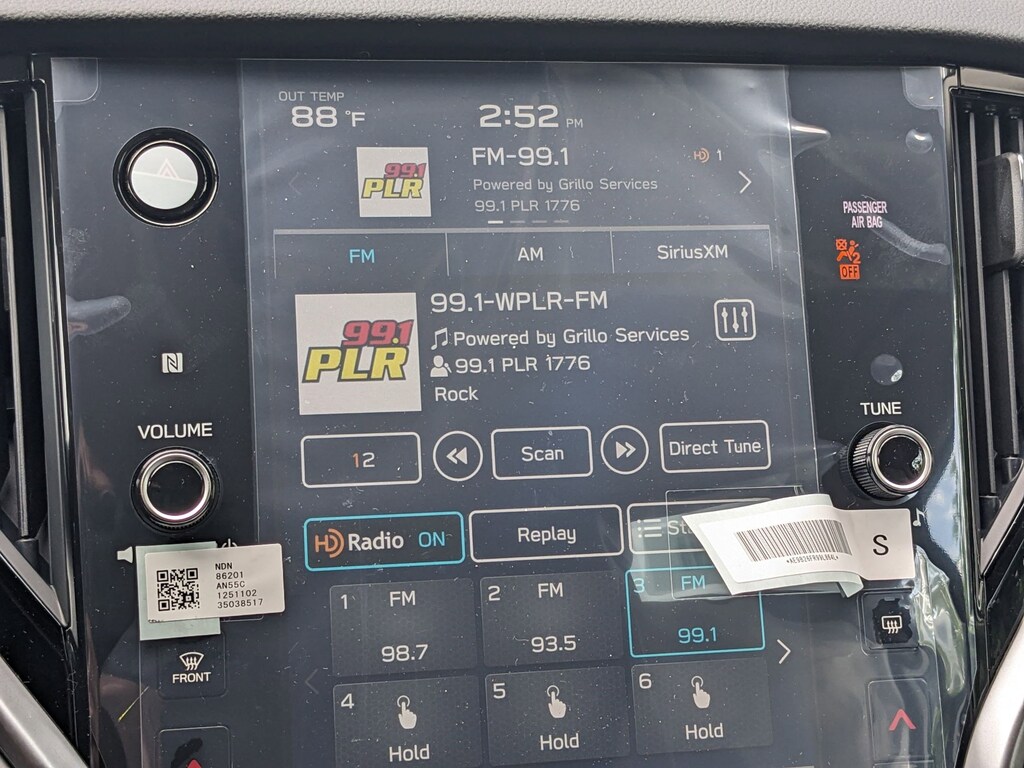 OUT TEMP
88 °F
2:52 PM
99.1
PLR
FM-99.1
HD 1
Powered by Grillo Services
99.1 PLR 1776
PASSENGER
AIR BAG
2
OFF
FM
AM
SiriusXM
99.1
PLR
99.1-WPLR-FM
Powered by Grillo Services
99.1 PLR 1776
Rock
N
VOLUME
TUNE
12
Scan
Direct Tune
HD Radio ON
Replay
St
S
NDN
86201
AN55C
1251102
35038517
1 FM
98.7
2 FM
93.5
3 FM
99.1
FRONT
4
Hold
5
Hold
6
Hold